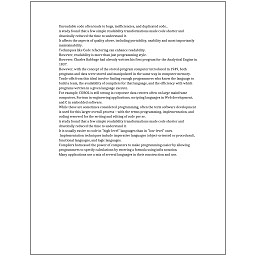 Unreadable code often leads to bugs, inefficiencies, and duplicated code.
A study found that a few simple readability transformations made code shorter and
drastically reduced the time to understand it.
It affects the aspects of quality above, including portability, usability and most importantly
maintainability.
Techniques like Code refactoring can enhance readability.
However, readability is more than just programming style.
However, Charles Babbage had already written his first program for the Analytical Engine in
1837.
However, with the concept of the stored-program computer introduced in 1949, both
programs and data were stored and manipulated in the same way in computer memory.
Trade-offs from this ideal involve finding enough programmers who know the language to
build a team, the availability of compilers for that language, and the efficiency with which
programs written in a given language execute.
For example, COBOL is still strong in corporate data centers often on large mainframe
computers, Fortran in engineering applications, scripting languages in Web development,
and C in embedded software.
While these are sometimes considered programming, often the term software development
is used for this larger overall process – with the terms programming, implementation, and
coding reserved for the writing and editing of code per se.
A study found that a few simple readability transformations made code shorter and
drastically reduced the time to understand it.
It is usually easier to code in "high-level" languages than in "low-level" ones.
Implementation techniques include imperative languages (object-oriented or procedural),
functional languages, and logic languages.
Compilers harnessed the power of computers to make programming easier by allowing
programmers to specify calculations by entering a formula using infix notation.
Many applications use a mix of several languages in their construction and use.